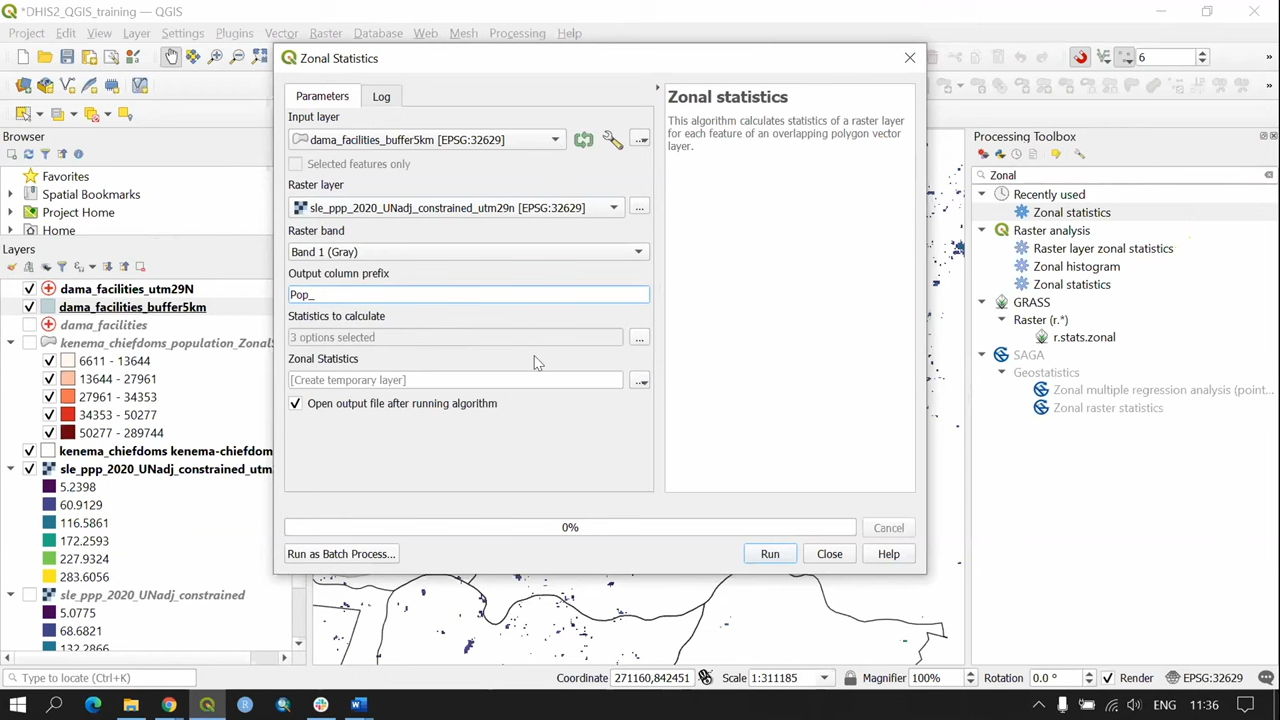 *DHIS2_QGIS_training — QGIS
Project Edit View Layer Settings Plugins Vector Raster Database Web Mesh Processing Help
6
»
Browser
Favorites
Spatial Bookmarks
Project Home
Home
Layers
dama_facilities_utm29N
dama_facilities_buffer5km
dama_facilities
kenema_chiefdoms_population_ZonalS
6611 - 13644
13644 - 27961
27961 - 34353
34353 - 50277
50277 - 289744
kenema_chiefdoms kenema-chiefdom
sle_ppp_2020_UNadj_constrained_utm
5.2398
60.9129
116.5861
172.2593
227.9324
283.6056
sle_ppp_2020_UNadj_constrained
5.0775
68.6821
132.2866
Zonal Statistics
Parameters Log
Input layer
dama_facilities_buffer5km [EPSG:32629]
...
Selected features only
Raster layer
sle_ppp_2020_UNadj_constrained_utm29n [EPSG:32629]
...
Raster band
Band 1 (Gray)
Output column prefix
Pop_
Statistics to calculate
3 options selected
...
Zonal Statistics
[Create temporary layer]
...
Open output file after running algorithm
0%
Cancel
Run as Batch Process...
Run
Close
Help
Zonal statistics
This algorithm calculates statistics of a raster layer
for each feature of an overlapping polygon vector
layer.
Processing Toolbox
Zonal
Recently used
Zonal statistics
Raster analysis
Raster layer zonal statistics
Zonal histogram
Zonal statistics
GRASS
Raster (r.*)
r.stats.zonal
SAGA
Geostatistics
Zonal multiple regression analysis (point...
Zonal raster statistics
Type to locate (Ctrl+K)
Coordinate 271160,842451
Scale 1:311185
Magnifier 100%
Rotation 0.0 °
Render
EPSG:32629
ENG 11:36